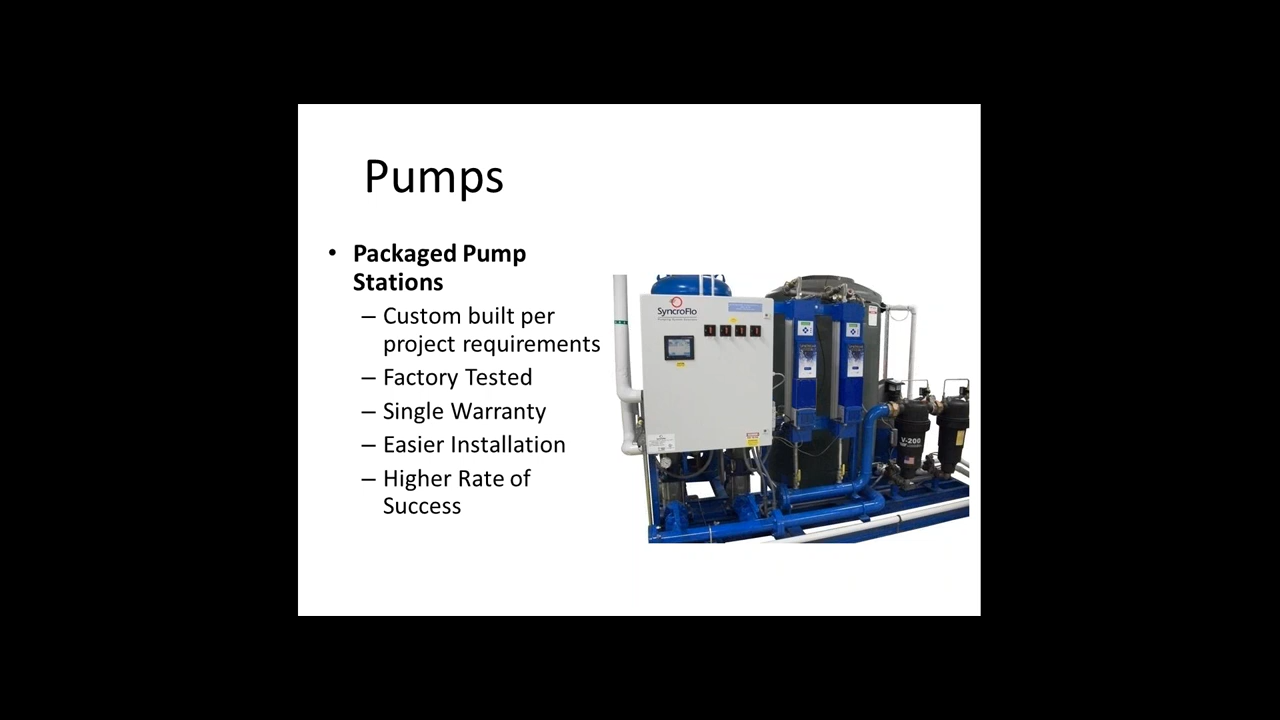 Pumps
• Packaged Pump
Stations
– Custom built per
project requirements
– Factory Tested
– Single Warranty
– Easier Installation
– Higher Rate of
Success
SyncroFlo
V-200